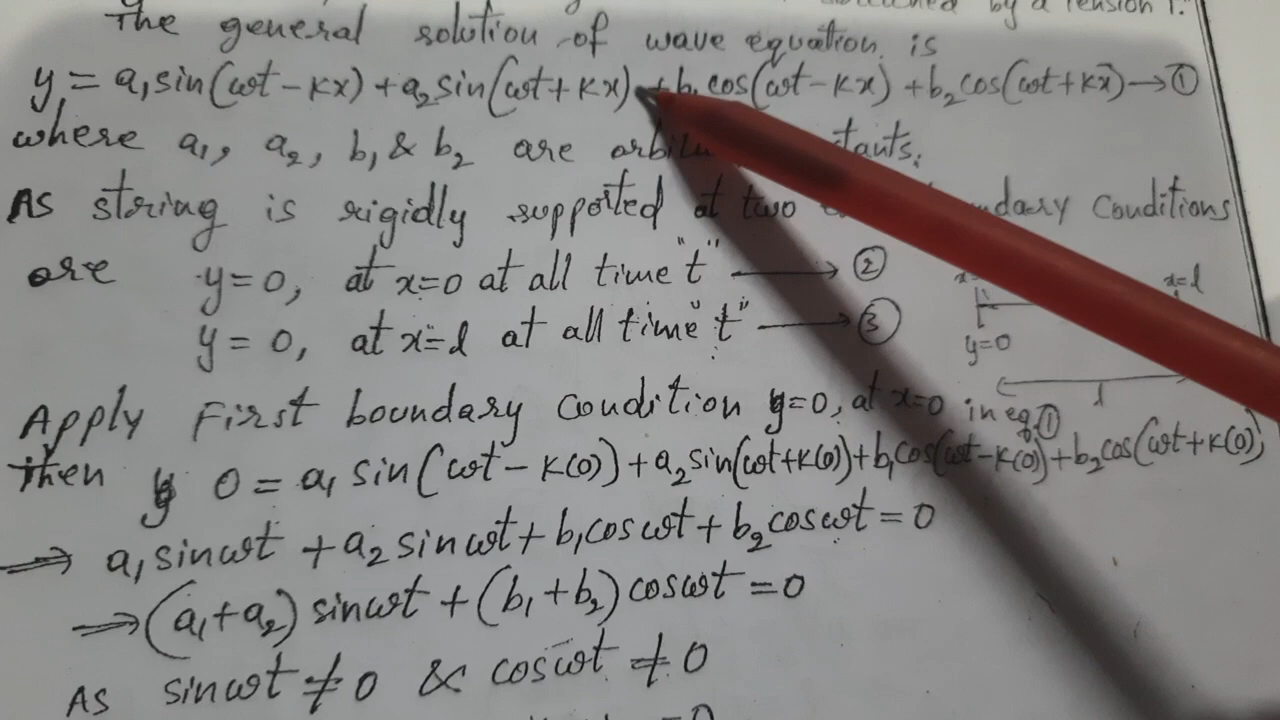 by a Tension T.
The general solution of wave equation is
y = a₁sin(ωt-kx) + a₂sin(ωt+kx) + b₁cos(ωt-kx) + b₂cos(ωt+kx) → ①
where a₁, a₂, b₁ & b₂ are
As string is rigidly supported at two conditions
are y=0, at x=0 at all time "t" → ②
y=0, at x=l at all time "t" → ③
x=l
y=0
l
Apply First boundary condition y=0, at x=0 in eq ①
Then 0 = a₁ sin(ωt-k(0)) + a₂sin(ωt+k(0)) + b₁cos(ωt-k(0)) + b₂cos(ωt+k(0))
⇒ a₁sinωt + a₂sinωt + b₁cosωt + b₂cosωt = 0
⇒ (a₁+a₂) sinωt + (b₁+b₂) cosωt = 0
As sinωt ≠ 0 & cosωt ≠ 0